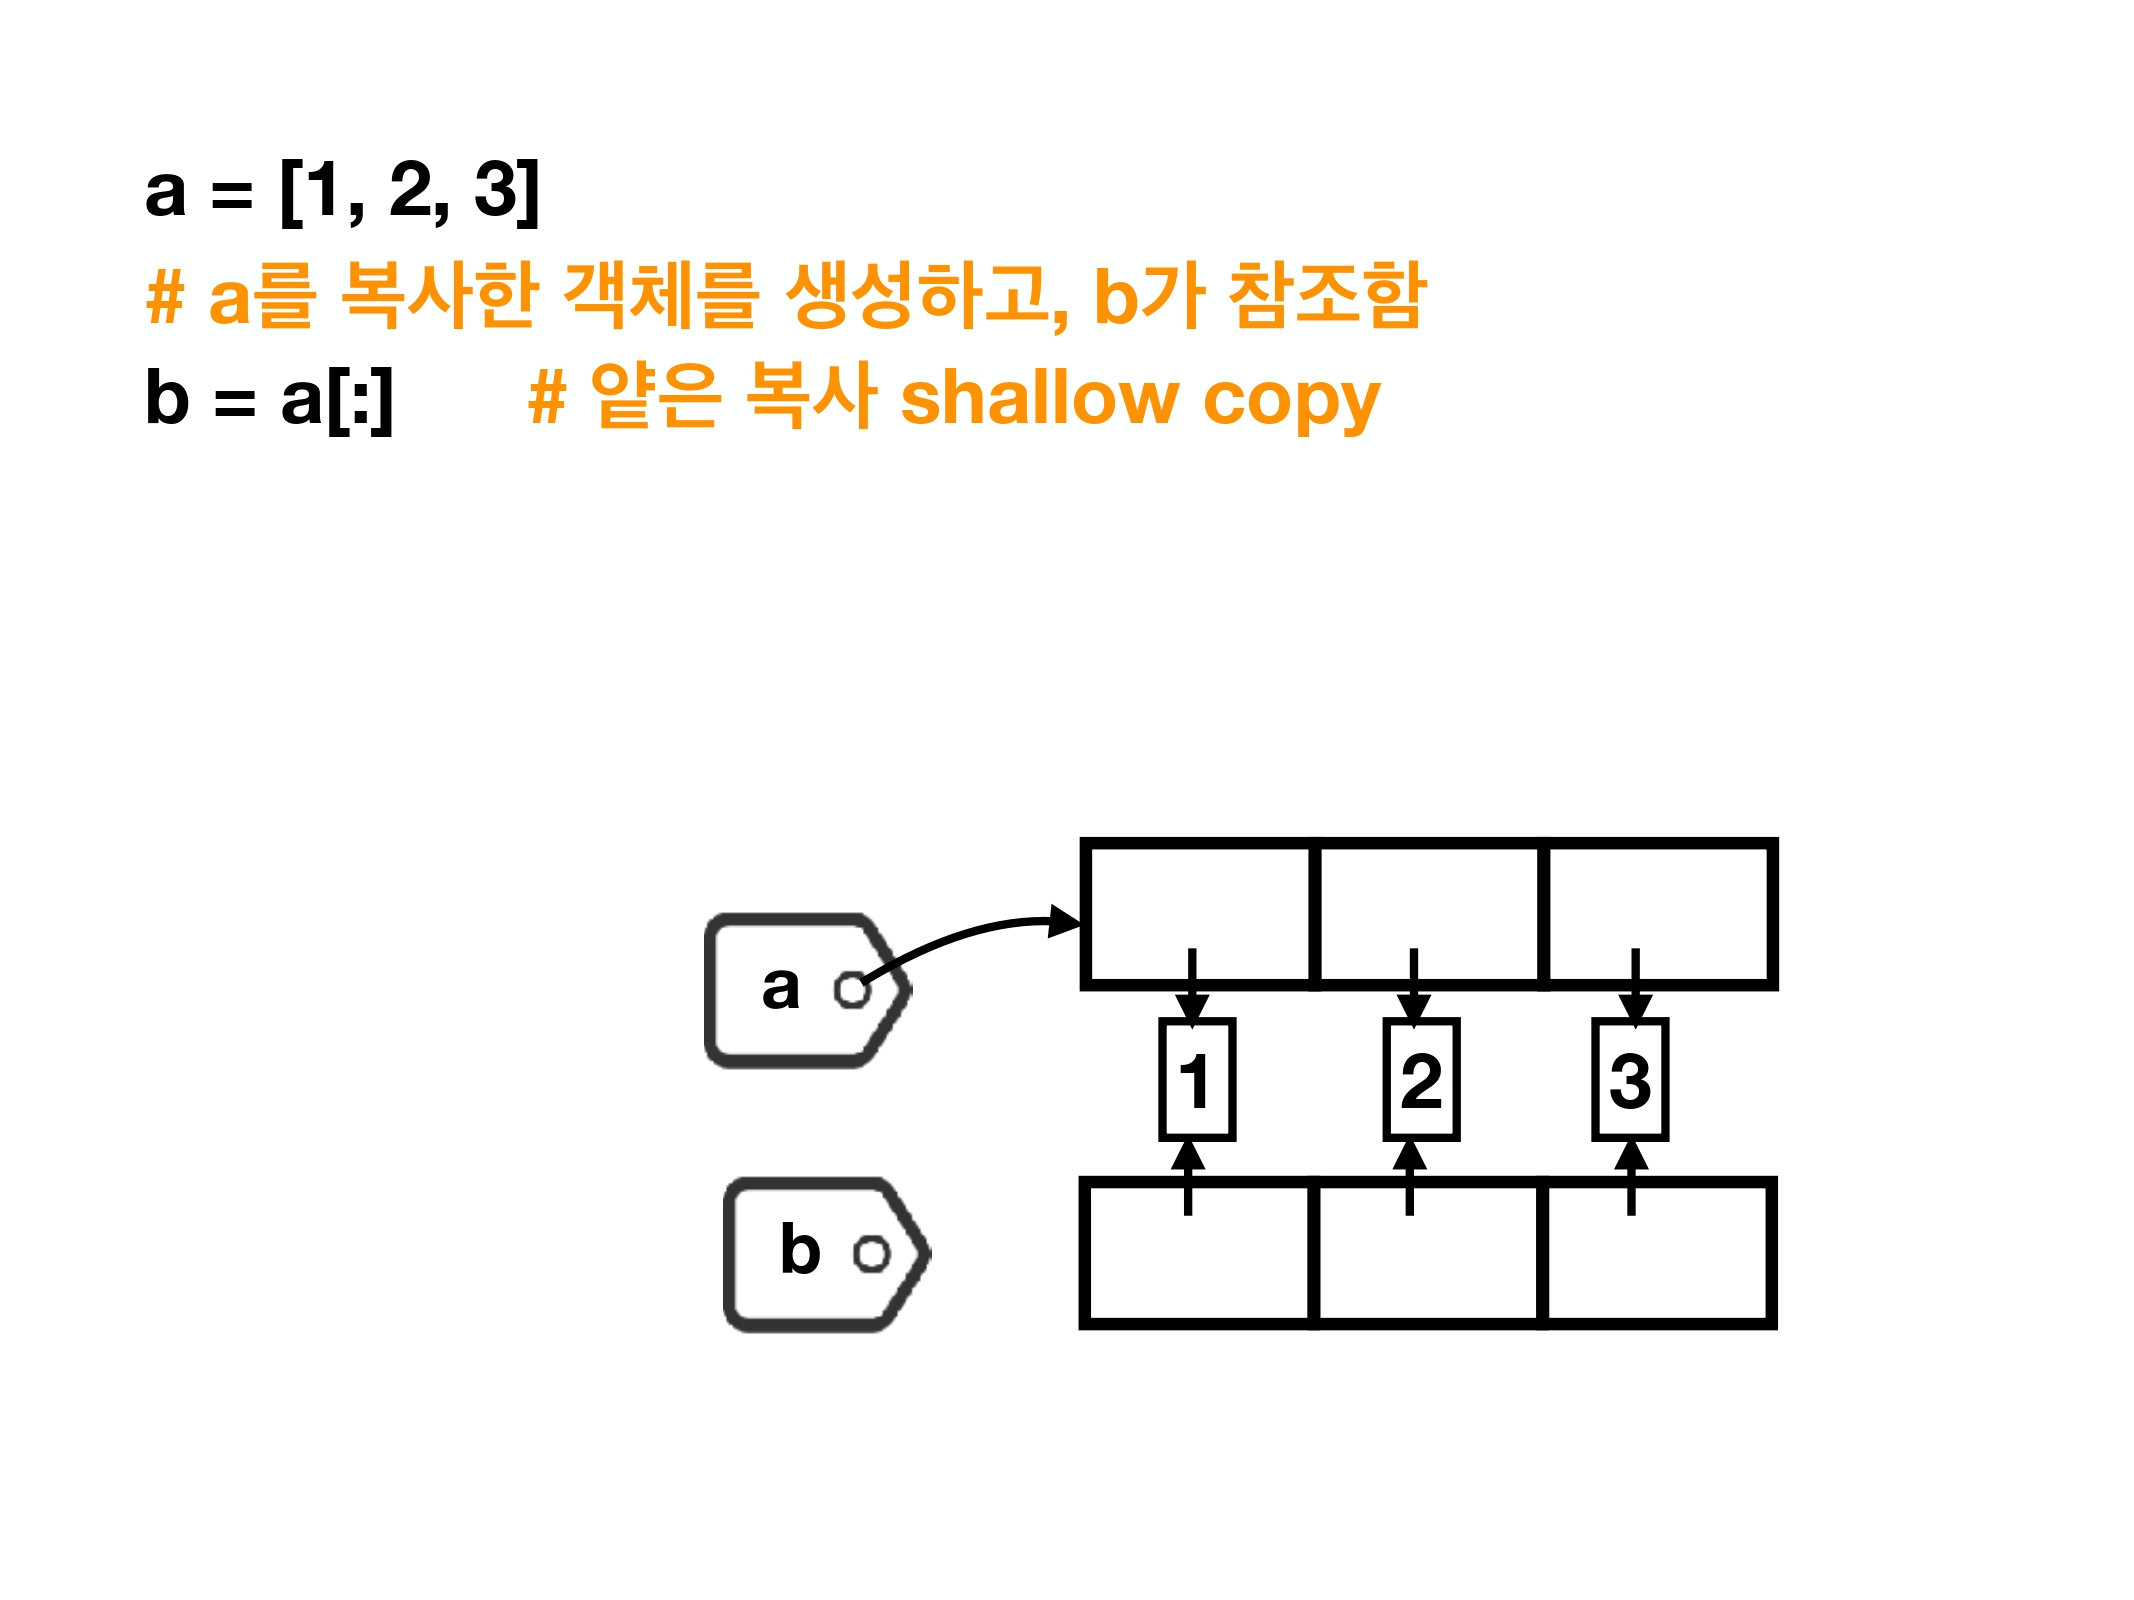 a = [1, 2, 3]
# a를 복사한 객체를 생성하고, b가 참조함
b = a[:] # 얕은 복사 shallow copy
a
1 2 3
b